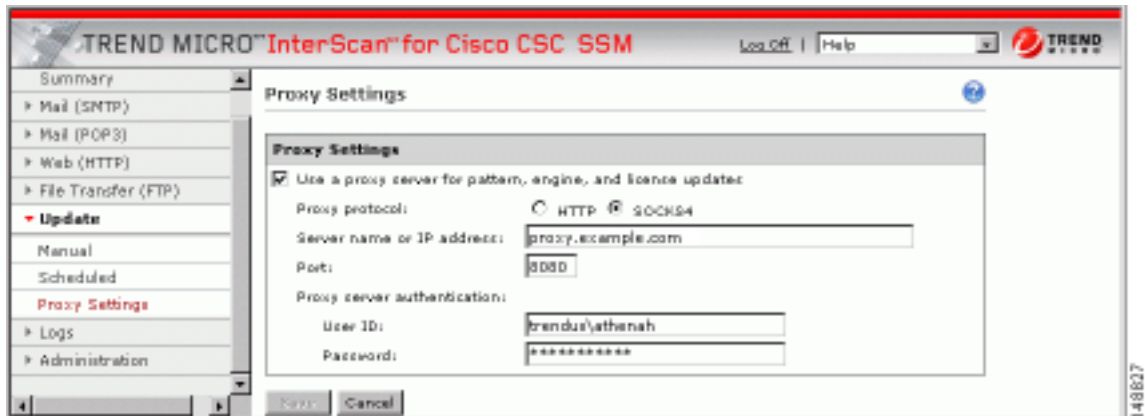 TREND MICRO™ InterScan™ for Cisco CSC SSM
Log Off | Help
TREND MICRO
Summary
Mail (SMTP)
Mail (POP3)
Web (HTTP)
File Transfer (FTP)
Update
Manual
Scheduled
Proxy Settings
Logs
Administration
Proxy Settings
?
Proxy Settings
Use a proxy server for pattern, engine, and license updates
Proxy protocol: HTTP SOCKS4
Server name or IP address: proxy.example.com
Port: 8080
Proxy server authentication:
User ID: trendus\athenah
Password: ***********
Save Cancel
148827